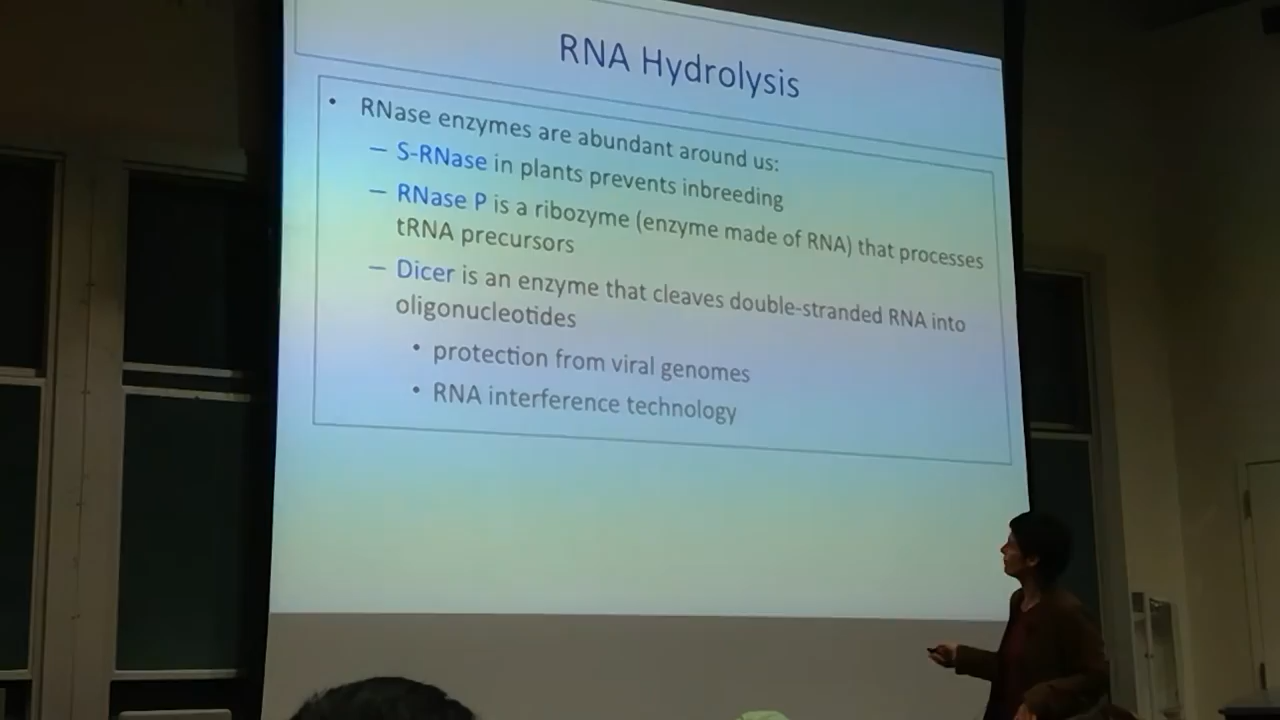 RNA Hydrolysis
• RNase enzymes are abundant around us:
– S-RNase in plants prevents inbreeding
– RNase P is a ribozyme (enzyme made of RNA) that processes
tRNA precursors
– Dicer is an enzyme that cleaves double-stranded RNA into
oligonucleotides
• protection from viral genomes
• RNA interference technology